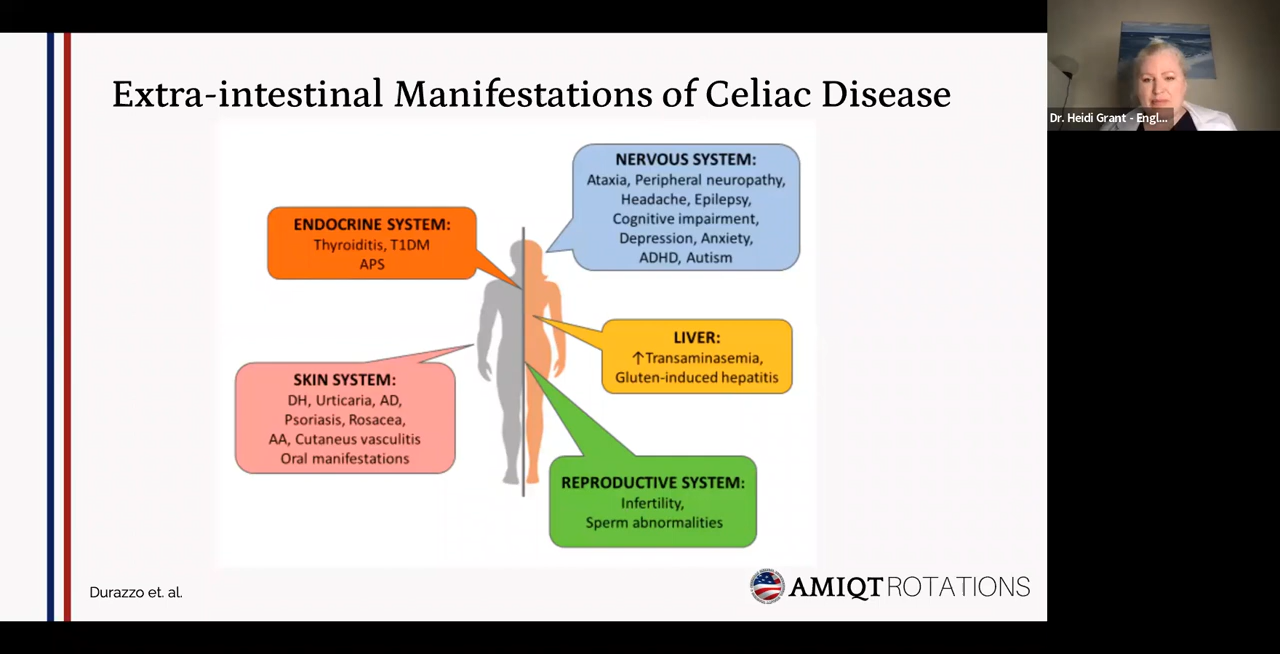 Extra-intestinal Manifestations of Celiac Disease
Dr. Heidi Grant - Engl...
NERVOUS SYSTEM:
Ataxia, Peripheral neuropathy,
Headache, Epilepsy,
Cognitive impairment,
Depression, Anxiety,
ADHD, Autism
ENDOCRINE SYSTEM:
Thyroiditis, T1DM
APS
LIVER:
↑Transaminasemia,
Gluten-induced hepatitis
SKIN SYSTEM:
DH, Urticaria, AD,
Psoriasis, Rosacea,
AA, Cutaneus vasculitis
Oral manifestations
REPRODUCTIVE SYSTEM:
Infertility,
Sperm abnormalities
Durazzo et. al.
AMIQT ROTATIONS